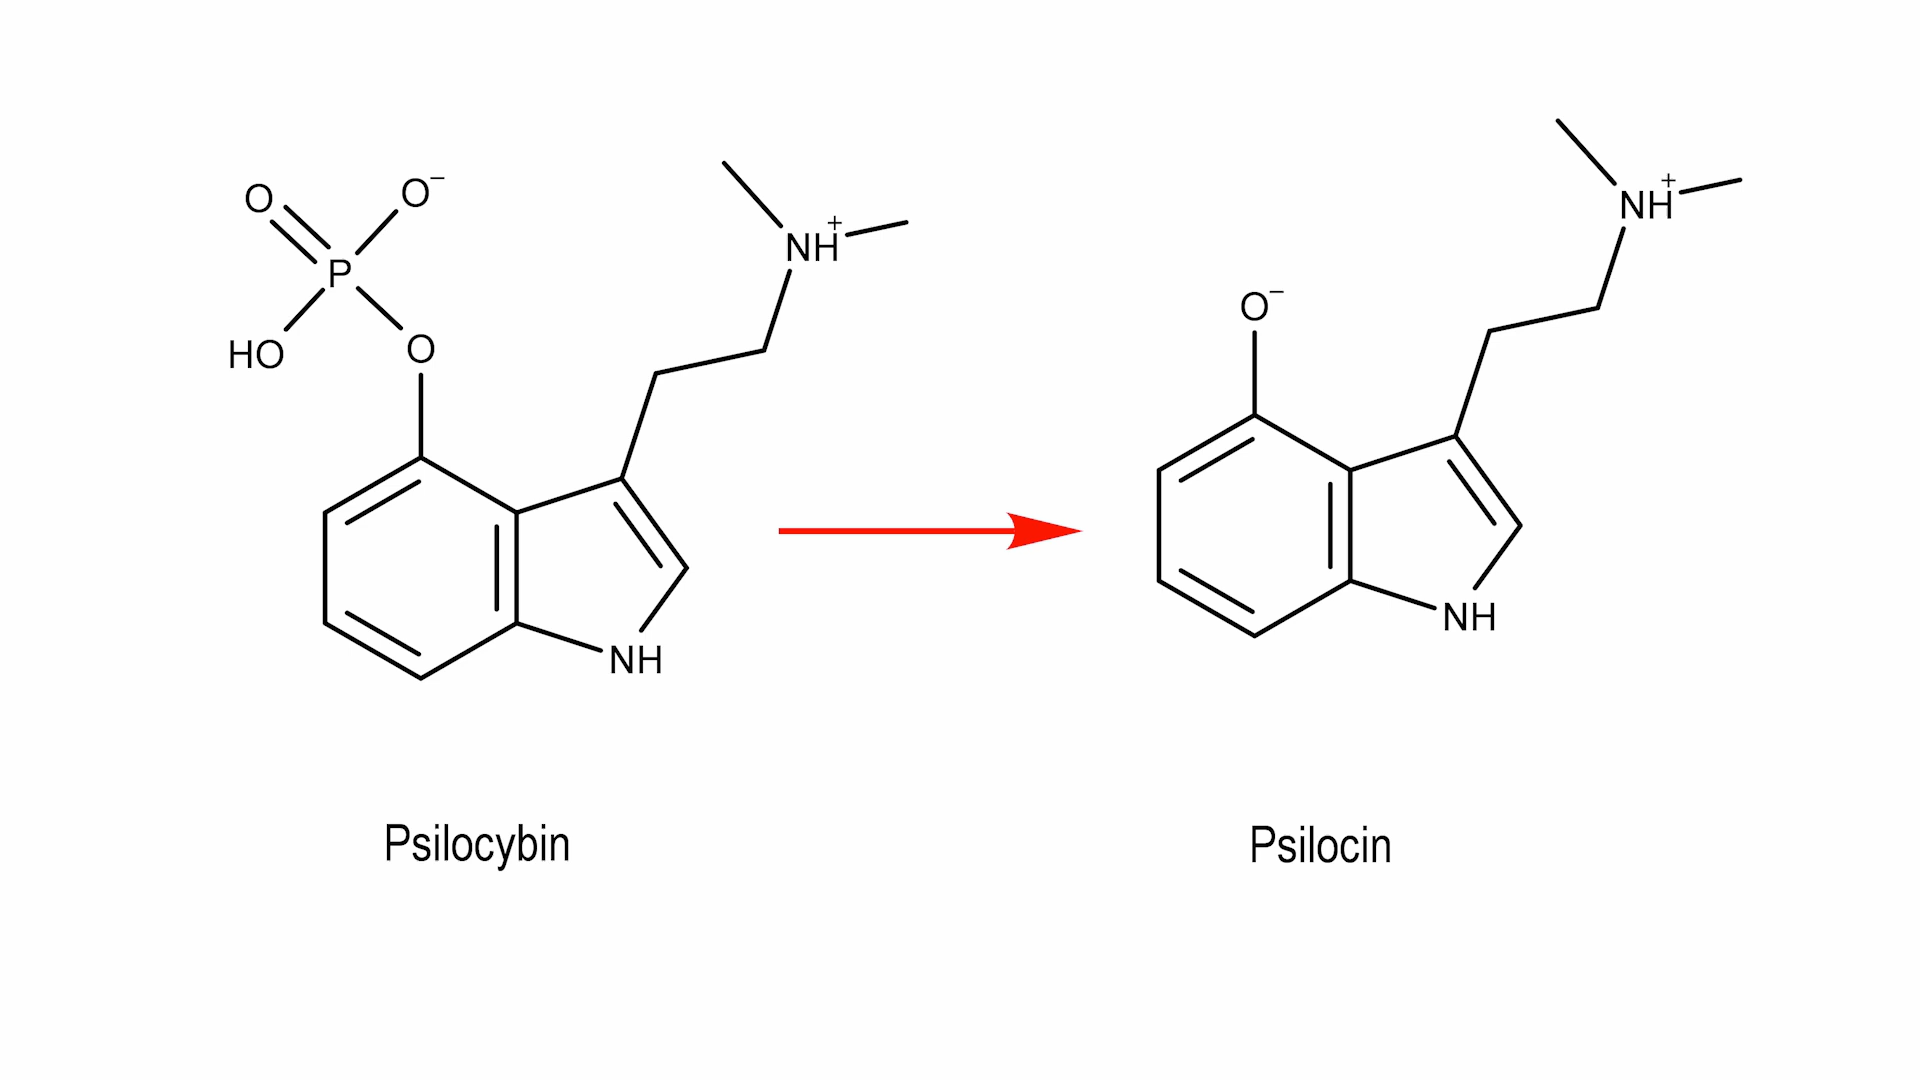 O
O⁻
P
HO
O
NH⁺
NH
Psilocybin
O⁻
NH⁺
NH
Psilocin